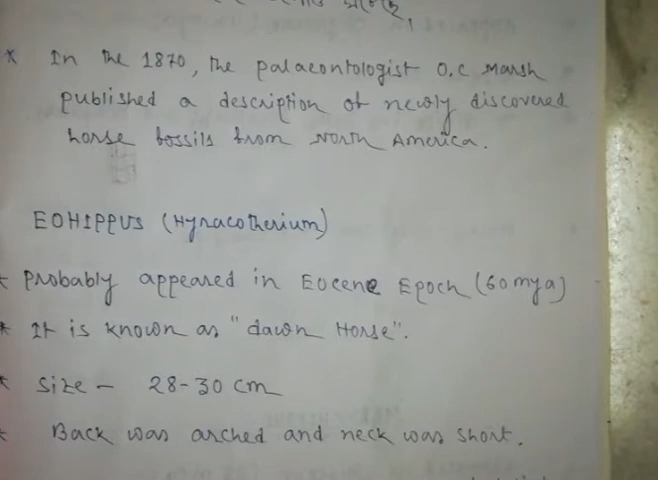 * In the 1870, the palaeontologist O.C Marsh
published a description of newly discovered
horse fossils from North America.
EOHIPPUS (Hyracotherium)
* Probably appeared in Eocene Epoch (60 mya)
* It is known as "dawn Horse".
* Size - 28-30 cm
* Back was arched and neck was short.